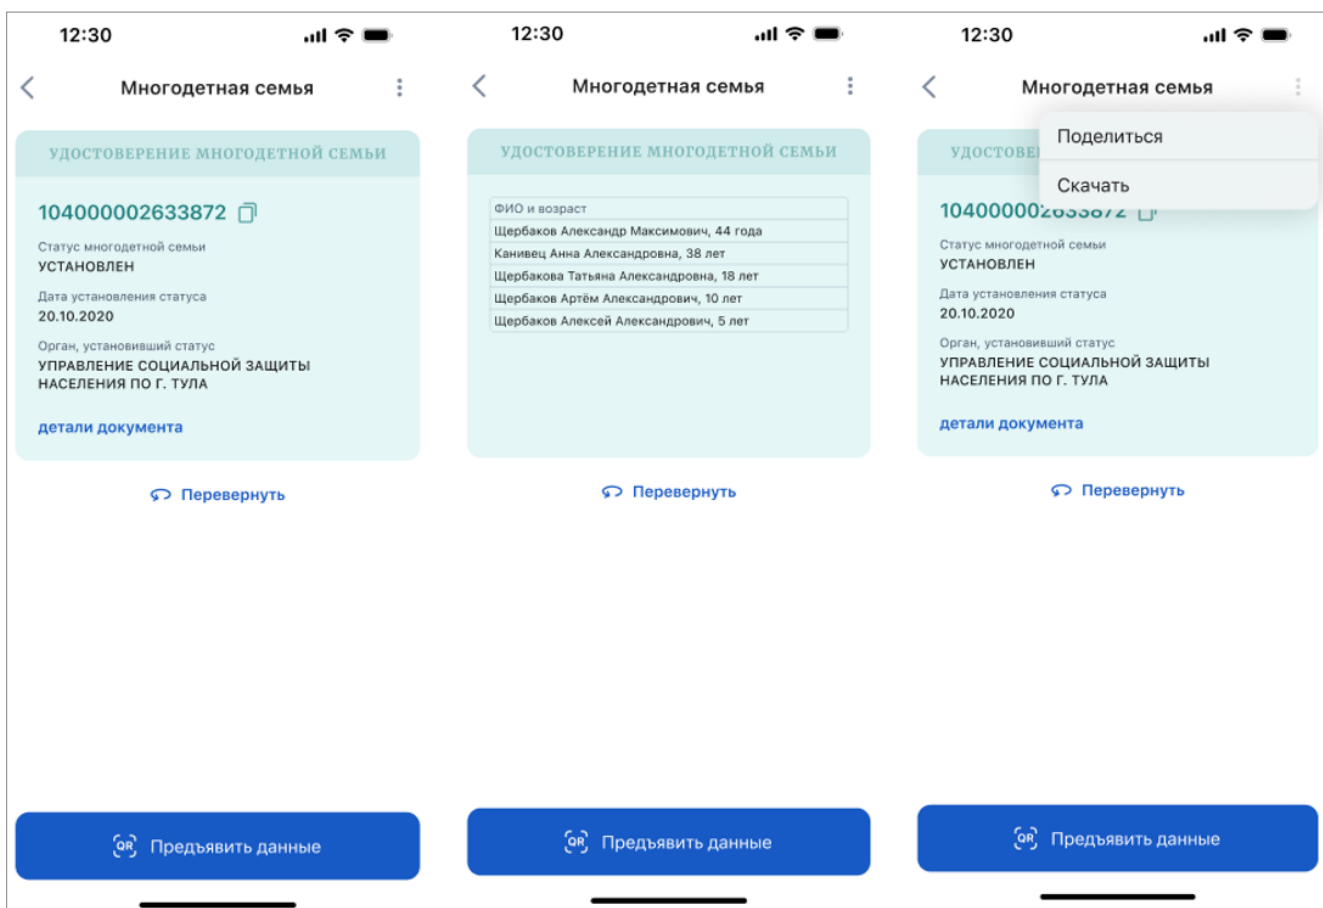 12:30
Многодетная семья
УДОСТОВЕРЕНИЕ МНОГОДЕТНОЙ СЕМЬИ
104000002633872
Статус многодетной семьи
УСТАНОВЛЕН
Дата установления статуса
20.10.2020
Орган, установивший статус
УПРАВЛЕНИЕ СОЦИАЛЬНОЙ ЗАЩИТЫ
НАСЕЛЕНИЯ ПО Г. ТУЛА
детали документа
Перевернуть
QR Предъявить данные
12:30
Многодетная семья
УДОСТОВЕРЕНИЕ МНОГОДЕТНОЙ СЕМЬИ
ФИО и возраст
Щербаков Александр Максимович, 44 года
Канивец Анна Александровна, 38 лет
Щербакова Татьяна Александровна, 18 лет
Щербаков Артём Александрович, 10 лет
Щербаков Алексей Александрович, 5 лет
Перевернуть
QR Предъявить данные
12:30
Многодетная семья
Поделиться
Скачать
УДОСТОВЕ
104000002633872
Статус многодетной семьи
УСТАНОВЛЕН
Дата установления статуса
20.10.2020
Орган, установивший статус
УПРАВЛЕНИЕ СОЦИАЛЬНОЙ ЗАЩИТЫ
НАСЕЛЕНИЯ ПО Г. ТУЛА
детали документа
Перевернуть
QR Предъявить данные